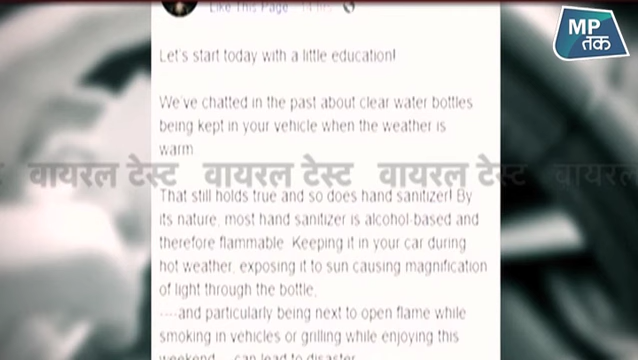 Like This Page
MP
तक
Let's start today with a little education!
We've chatted in the past about clear water bottles
being kept in your vehicle when the weather is
warm
वायरल टेस्ट वायरल टेस्ट वायरल टेस्ट वायरल
That still holds true and so does hand sanitizer! By
its nature, most hand sanitizer is alcohol-based and
therefore flammable. Keeping it in your car during
hot weather, exposing it to sun causing magnification
of light through the bottle,
----and particularly being next to open flame while
smoking in vehicles or grilling while enjoying this
weekend can lead to disaster